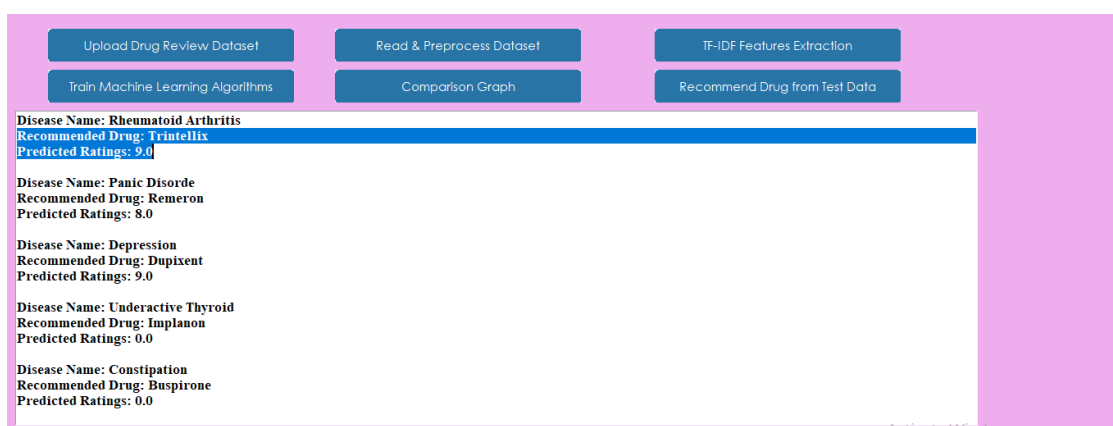 Upload Drug Review Dataset
Read & Preprocess Dataset
TF-IDF Features Extraction
Train Machine Learning Algorithms
Comparison Graph
Recommend Drug from Test Data
Disease Name: Rheumatoid Arthritis
Recommended Drug: Trintellix
Predicted Ratings: 9.0
Disease Name: Panic Disorde
Recommended Drug: Remeron
Predicted Ratings: 8.0
Disease Name: Depression
Recommended Drug: Dupixent
Predicted Ratings: 9.0
Disease Name: Underactive Thyroid
Recommended Drug: Implanon
Predicted Ratings: 0.0
Disease Name: Constipation
Recommended Drug: Buspirone
Predicted Ratings: 0.0